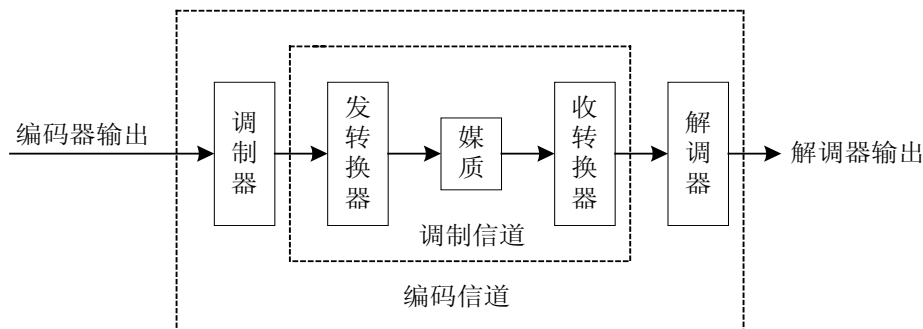 编码器输出
调制器
发转换器
媒质
收转换器
解调器
解调器输出
调制信道
编码信道